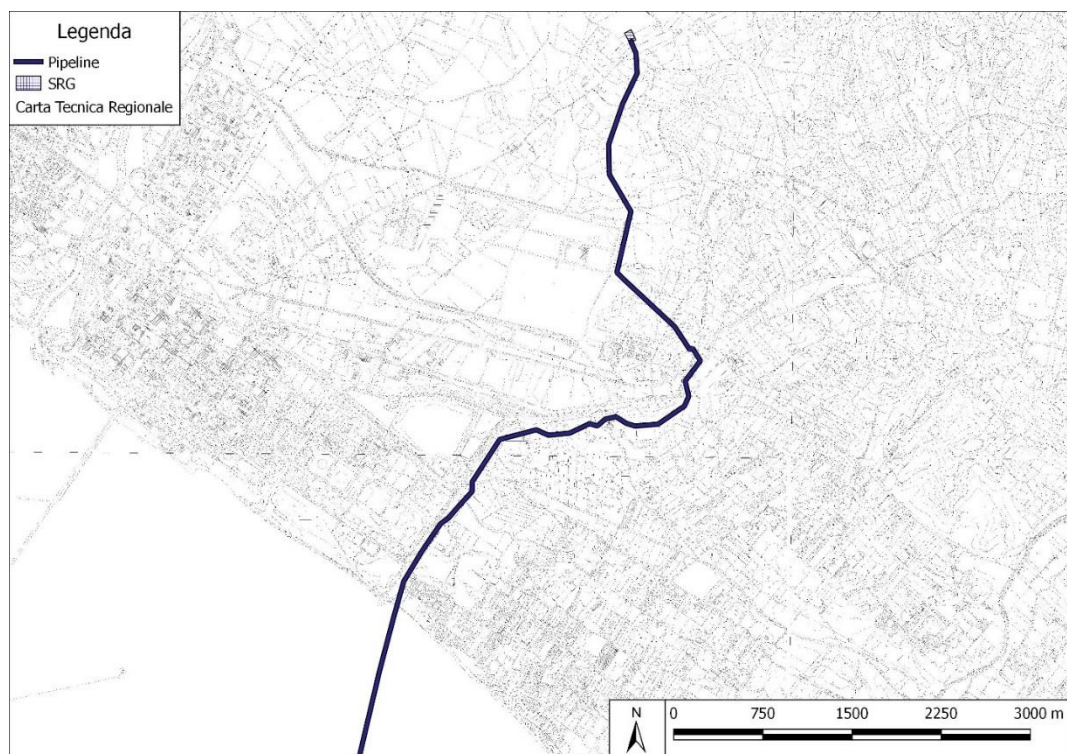 Legenda
Pipeline
SRG
Carta Tecnica Regionale
N
0 750 1500 2250 3000 m